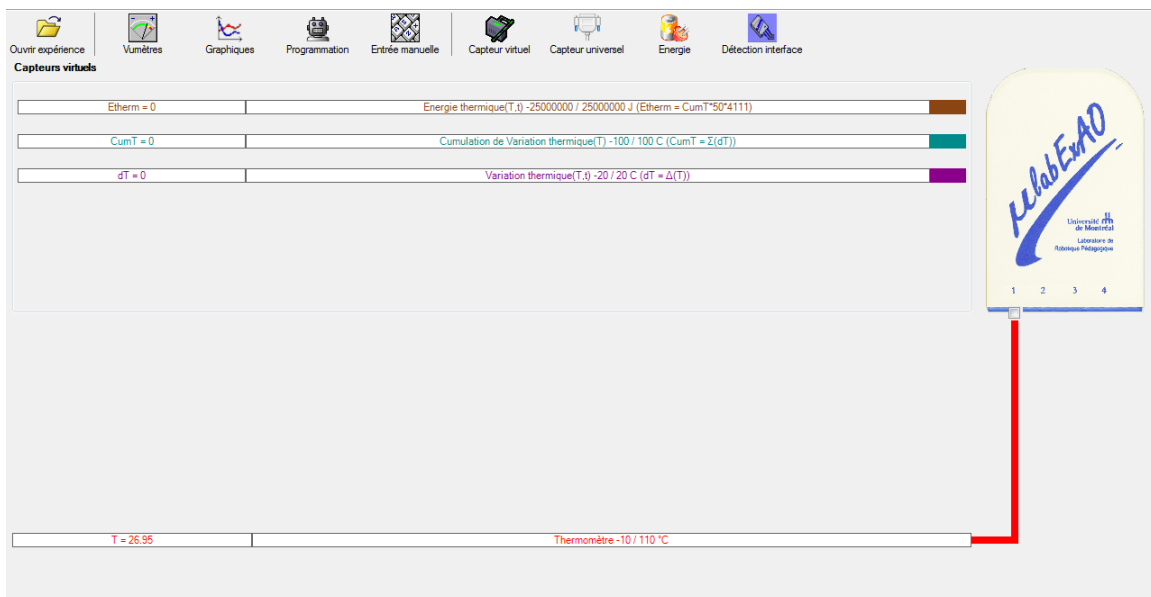 Ouvrir expérience Vumètres Graphiques Programmation Entrée manuelle Capteur virtuel Capteur universel Energie Détection interface
Capteurs virtuels
Etherm = 0 Energie thermique(T,t) -25000000 / 25000000 J (Etherm = CumT*50*4111)
CumT = 0 Cumulation de Variation thermique(T) -100 / 100 C (CumT = Σ(dT))
dT = 0 Variation thermique(T,t) -20 / 20 C (dT = Δ(T))
µlabExAO
Université
de Montréal
Laboratoire de
Robotique Pédagogique
1 2 3 4
T = 26.95 Thermomètre -10 / 110 °C